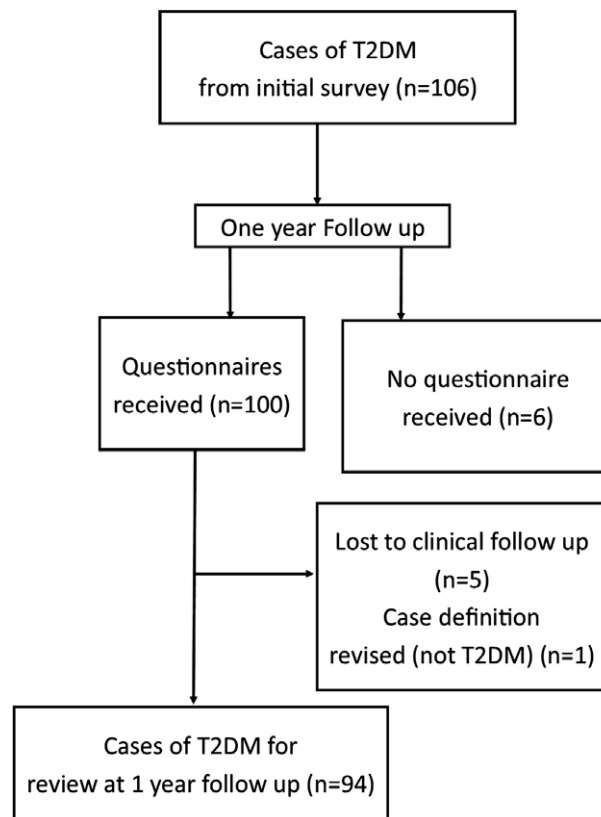 Cases of T2DM
from initial survey (n=106)
One year Follow up
Questionnaires
received (n=100)
No questionnaire
received (n=6)
Lost to clinical follow up
(n=5)
Case definition
revised (not T2DM) (n=1)
Cases of T2DM for
review at 1 year follow up (n=94)